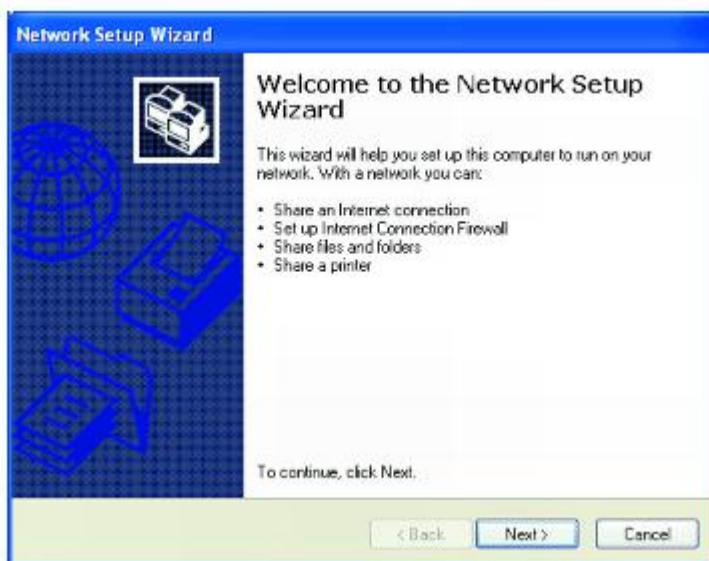 Network Setup Wizard
Welcome to the Network Setup
Wizard
This wizard will help you set up this computer to run on your
network. With a network you can:
• Share an Internet connection
• Set up Internet Connection Firewall
• Share files and folders
• Share a printer
To continue, click Next.
< Back Next > Cancel